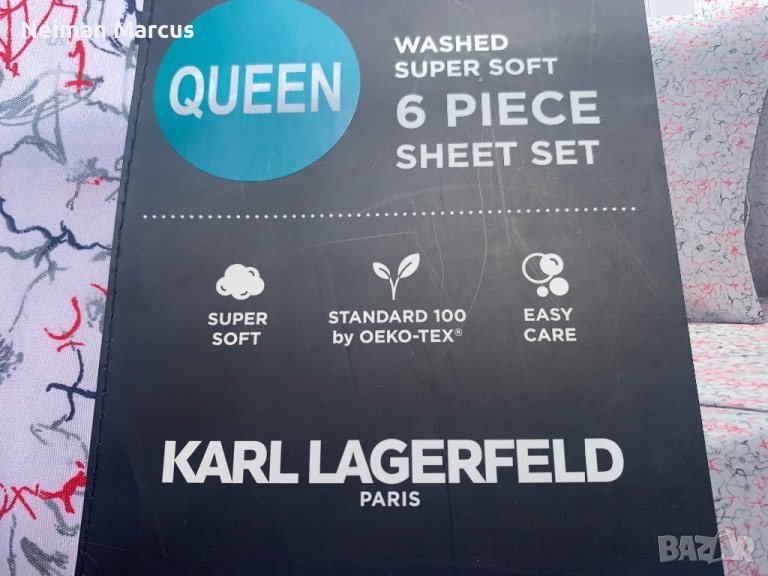 Neiman Marcus
QUEEN
WASHED
SUPER SOFT
6 PIECE
SHEET SET
SUPER
SOFT
STANDARD 100
by OEKO-TEX®
EASY
CARE
KARL LAGERFELD
PARIS
BAZAR